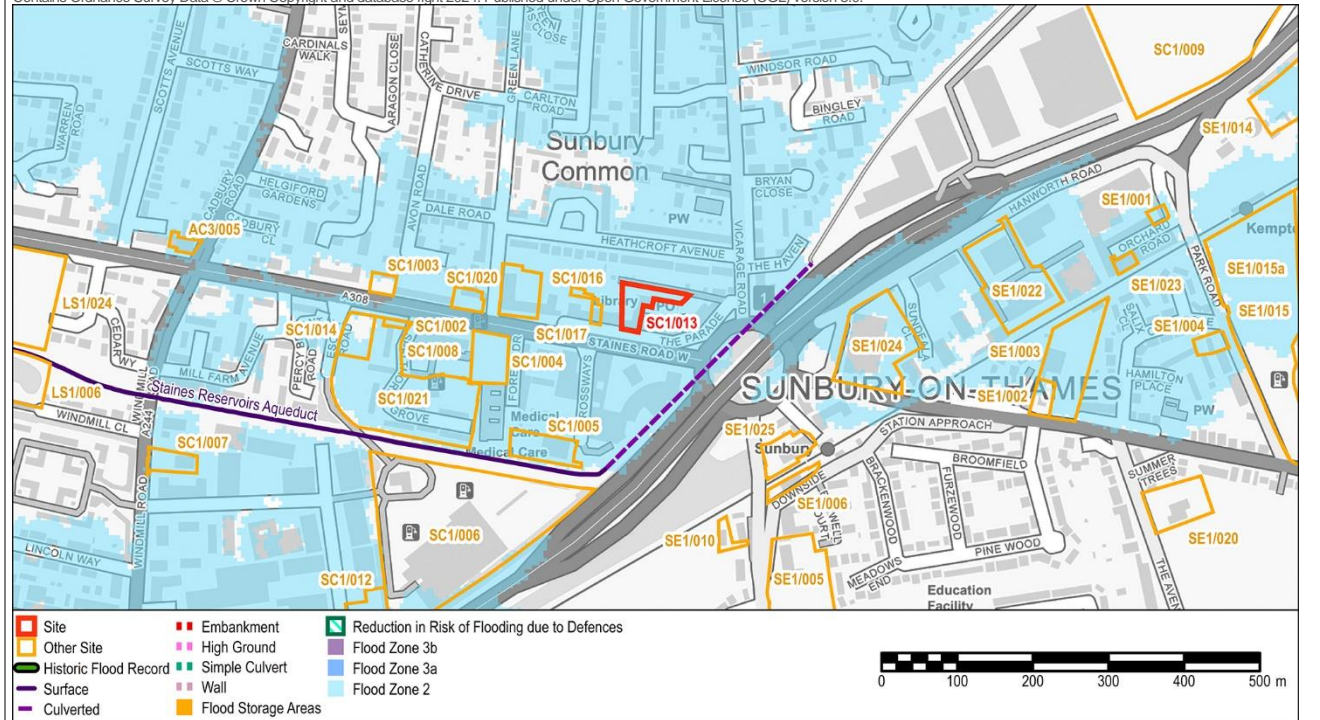 Contains Ordnance Survey Data © Crown Copyright and database right 2024. Published under Open Government License (OGL) version 3.0.
SCOTTS AVENUE
SCOTTS WAY
WARREN ROAD
CARDINALS WALK
ARAGON CLOSE
CATHERINE DRIVE
GREEN LANE
CLOSE
CARLTON ROAD
WINDSOR ROAD
BINGLEY ROAD
SC1/009
SE1/014
Sunbury Common
HELGIFORD GARDENS
CADBURY ROAD
AVON ROAD
DALE ROAD
BRYAN CLOSE
PW
VICARAGE ROAD
HANWORTH ROAD
SE1/001
ORCHARD ROAD
AC3/005
HEATHCROFT AVENUE
THE HAVEN
PARK ROAD
SC1/003
SC1/020
SC1/016
Library
PO
SC1/013
1
SE1/022
SE1/023
SE1/015a
SE1/015
LS1/024
A308
SC1/014
SC1/002
SC1/017
THE PARADE
STAINES ROAD W
SE1/024
SE1/003
SE1/004
CEDAR WY
MILL FARM AVENUE
SC1/008
SC1/004
CROSSWAYS
SUNBURY-ON-THAMES
HAMILTON PLACE
PW
LS1/006
Staines Reservoirs Aqueduct
SC1/021
GROVE
Medical Care
Medical Care
SC1/005
SE1/002
WINDMILL CL
A244
WINDMILL ROAD
SC1/007
SE1/025
Sunbury
STATION APPROACH
BROOMFIELD
SUMMER TREES
DOWNSIDE
SE1/006
BRACKENWOOD
FURZEWOOD
SC1/006
SE1/010
SE1/020
LINCOLN WAY
SC1/012
SE1/005
MEADOWS END
PINE WOOD
Education Facility
Site
Other Site
Historic Flood Record
Surface
Culverted
Embankment
High Ground
Simple Culvert
Wall
Flood Storage Areas
Reduction in Risk of Flooding due to Defences
Flood Zone 3b
Flood Zone 3a
Flood Zone 2
0 100 200 300 400 500 m